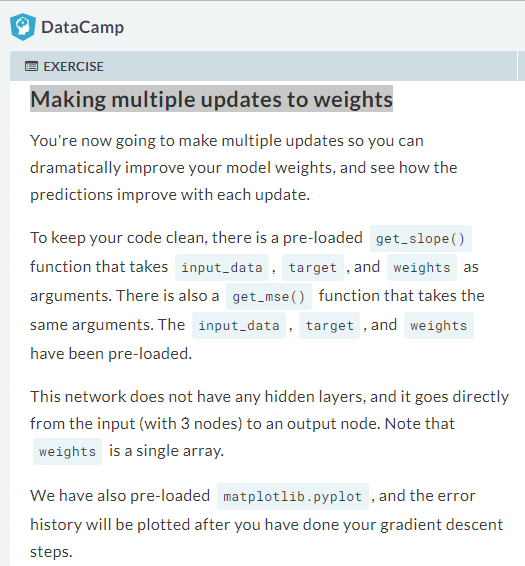 DataCamp
EXERCISE
Making multiple updates to weights
You're now going to make multiple updates so you can
dramatically improve your model weights, and see how the
predictions improve with each update.
To keep your code clean, there is a pre-loaded get_slope()
function that takes input_data , target , and weights as
arguments. There is also a get_mse() function that takes the
same arguments. The input_data , target , and weights
have been pre-loaded.
This network does not have any hidden layers, and it goes directly
from the input (with 3 nodes) to an output node. Note that
weights is a single array.
We have also pre-loaded matplotlib.pyplot , and the error
history will be plotted after you have done your gradient descent
steps.